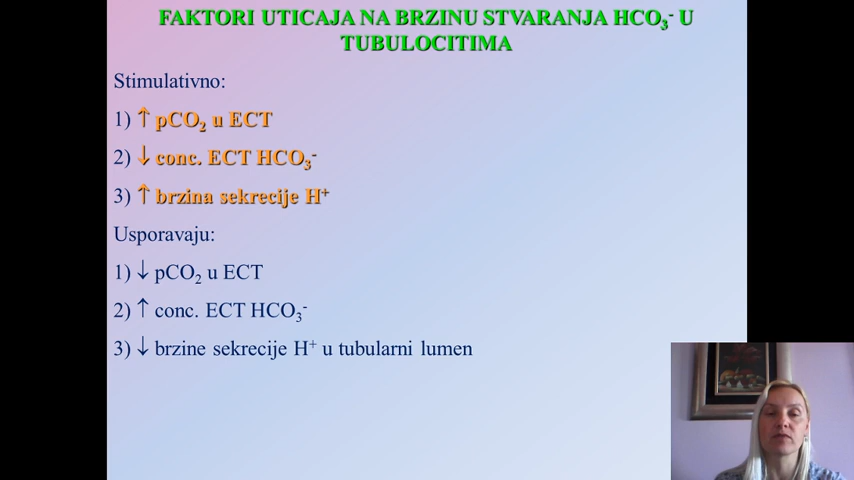 FAKTORI UTICAJA NA BRZINU STVARANJA HCO₃⁻ U
TUBULOCITIMA
Stimulativno:
1) ↑ pCO₂ u ECT
2) ↓ conc. ECT HCO₃⁻
3) ↑ brzina sekrecije H⁺
Usporavaju:
1) ↓ pCO₂ u ECT
2) ↑ conc. ECT HCO₃⁻
3) ↓ brzine sekrecije H⁺ u tubularni lumen